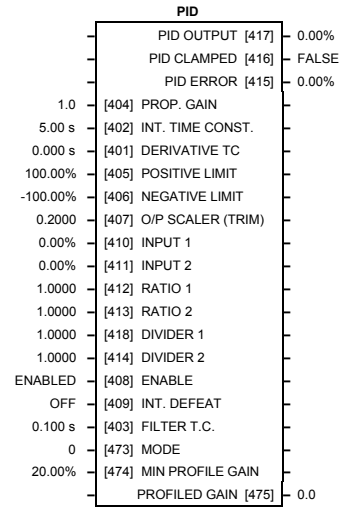 PID
PID OUTPUT [417] – 0.00%
PID CLAMPED [416] – FALSE
PID ERROR [415] – 0.00%
1.0 – [404] PROP. GAIN
5.00 s – [402] INT. TIME CONST.
0.000 s – [401] DERIVATIVE TC
100.00% – [405] POSITIVE LIMIT
-100.00% – [406] NEGATIVE LIMIT
0.2000 – [407] O/P SCALER (TRIM)
0.00% – [410] INPUT 1
0.00% – [411] INPUT 2
1.0000 – [412] RATIO 1
1.0000 – [413] RATIO 2
1.0000 – [418] DIVIDER 1
1.0000 – [414] DIVIDER 2
ENABLED – [408] ENABLE
OFF – [409] INT. DEFEAT
0.100 s – [403] FILTER T.C.
0 – [473] MODE
20.00% – [474] MIN PROFILE GAIN
PROFILED GAIN [475] – 0.0